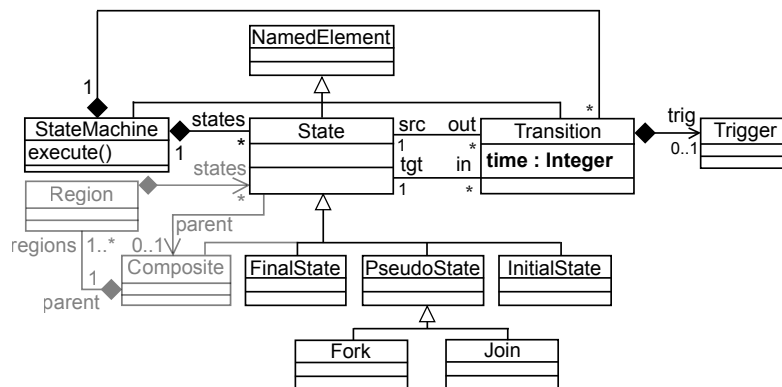 NamedElement
1
StateMachine
execute()
states
1
*
State
src out
1 *
tgt in
1 *
*
Transition
time : Integer
trig
0..1
Trigger
Region
states
*
parent
regions
1..*
0..1
1
parent
Composite
FinalState
PseudoState
InitialState
Fork
Join